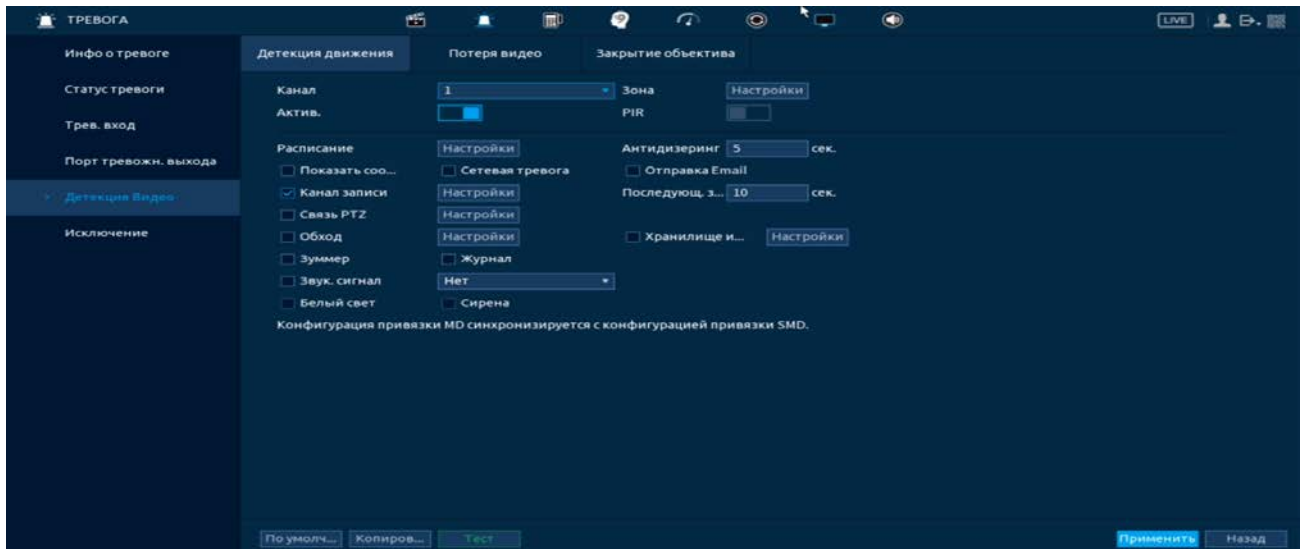 ТРЕВОГА LIVE
Инфо о тревоге
Статус тревоги
Трев. вход
Порт тревожн. выхода
Детекция Видео
Исключение
Детекция движения Потеря видео Закрытие объектива
Канал 1 Зона Настройки
Актив. PIR
Расписание Настройки Антидизеринг 5 сек.
Показать соо... Сетевая тревога Отправка Email
Канал записи Настройки Последующ. з... 10 сек.
Связь PTZ Настройки
Обход Настройки Хранилище и... Настройки
Зуммер Журнал
Звук. сигнал Нет
Белый свет Сирена
Конфигурация привязки MD синхронизируется с конфигурацией привязки SMD.
По умолч... Копиров... Тест Применить Назад